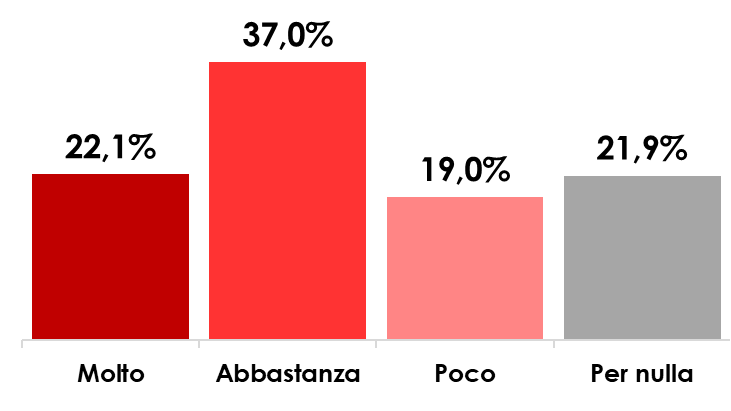 37,0%
22,1%
21,9%
19,0%
Molto Abbastanza Poco Per nulla